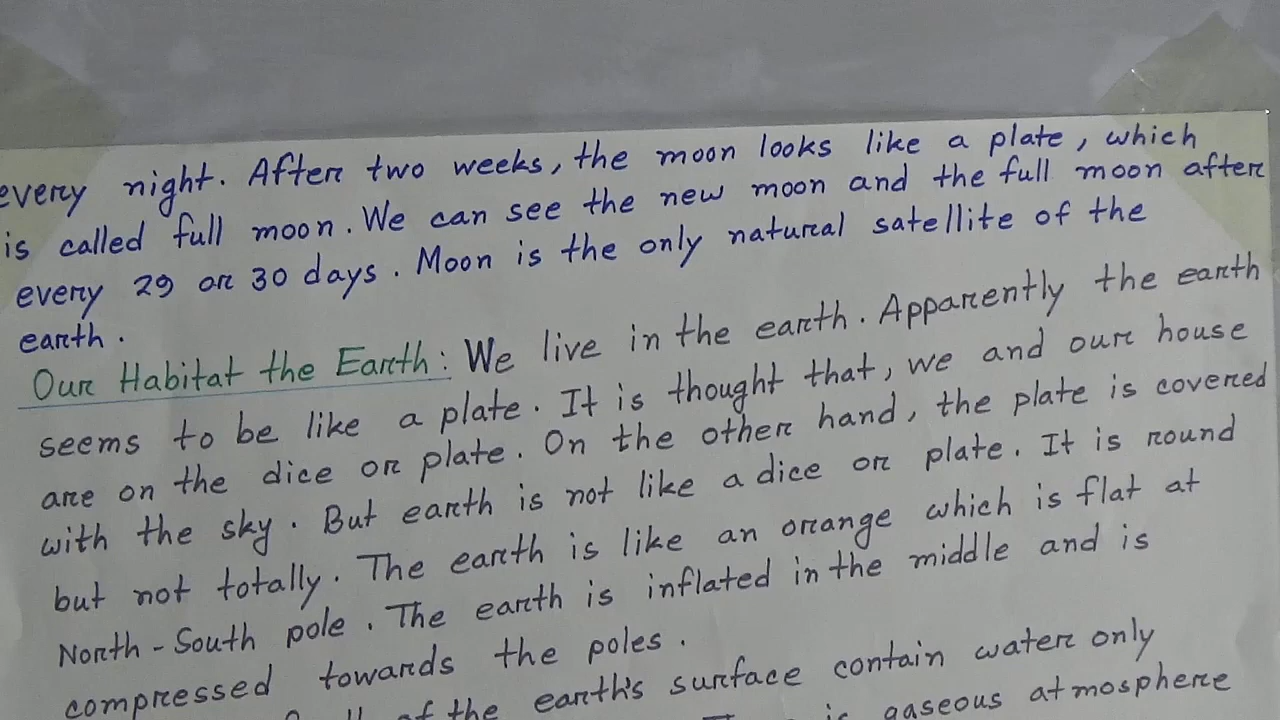 every night. After two weeks, the moon looks like a plate, which
is called full moon. We can see the new moon and the full moon after
every 29 or 30 days. Moon is the only natural satellite of the
earth.
Our Habitat the Earth: We live in the earth. Apparently the earth
seems to be like a plate. It is thought that, we and our house
are on the dice or plate. On the other hand, the plate is covered
with the sky. But earth is not like a dice or plate. It is round
but not totally. The earth is like an orange which is flat at
North-South pole. The earth is inflated in the middle and is
compressed towards the poles.
of the earth's surface contain water only
is gaseous atmosphere